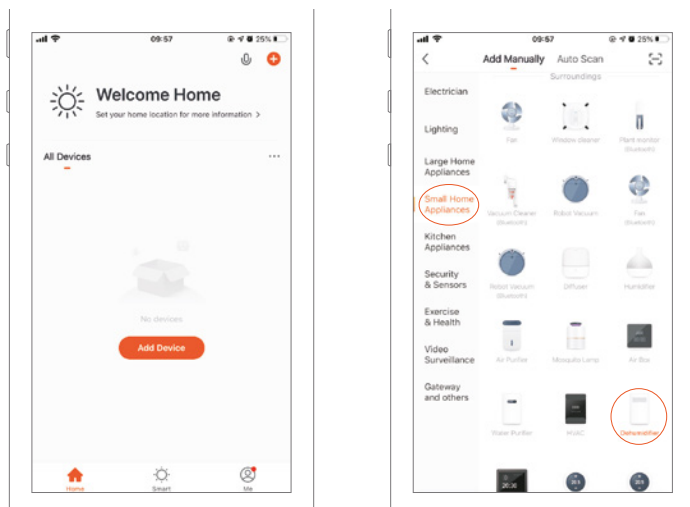 09:57
25%
Welcome Home
Set your home location for more information >
All Devices
...
No devices
Add Device
Home
Smart
Me
09:57
25%
Add Manually
Auto Scan
Surroundings
Electrician
Lighting
Large Home
Appliances
Small Home
Appliances
Kitchen
Appliances
Security
& Sensors
Exercise
& Health
Video
Surveillance
Gateway
and others
Fan
Window cleaner
Plant monitor
(Bluetooth)
Vacuum Cleaner
(Bluetooth)
Robot Vacuum
Fan
(Bluetooth)
Robot Vacuum
(Bluetooth)
Diffuser
Humidifier
Air Purifier
Mosquito Lamp
Air Box
Water Purifier
HVAC
Dehumidifier
20:30